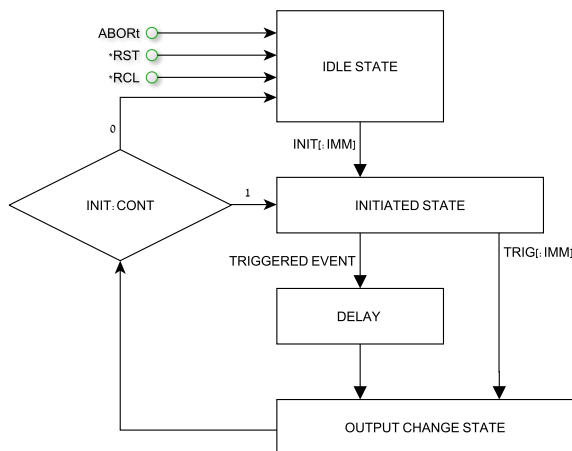 ABORt
*RST
*RCL
IDLE STATE
0
INIT[:IMM]
INIT:CONT
1
INITIATED STATE
TRIGGERED EVENT
TRIG[:IMM]
DELAY
OUTPUT CHANGE STATE